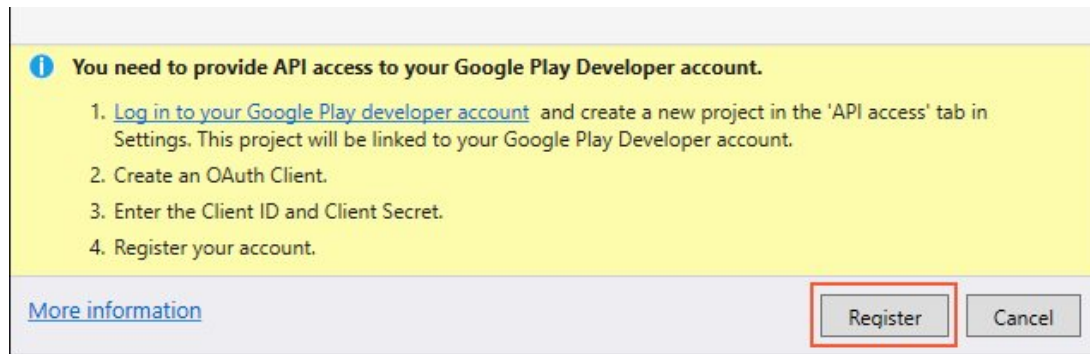 You need to provide API access to your Google Play Developer account.
1. Log in to your Google Play developer account and create a new project in the 'API access' tab in
Settings. This project will be linked to your Google Play Developer account.
2. Create an OAuth Client.
3. Enter the Client ID and Client Secret.
4. Register your account.
More information
Register
Cancel